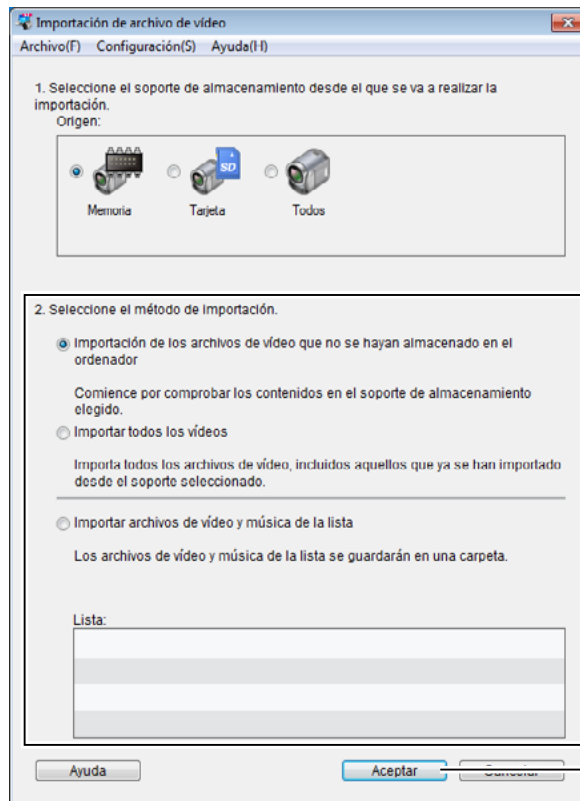 Importación de archivo de vídeo
Archivo(F) Configuración(S) Ayuda(H)
1. Seleccione el soporte de almacenamiento desde el que se va a realizar la
importación.
Origen:
SD
Memoria Tarjeta Todos
2. Seleccione el método de importación.
Importación de los archivos de vídeo que no se hayan almacenado en el
ordenador
Comience por comprobar los contenidos en el soporte de almacenamiento
elegido.
Importar todos los vídeos
Importa todos los archivos de vídeo, incluidos aquellos que ya se han importado
desde el soporte seleccionado.
Importar archivos de vídeo y música de la lista
Los archivos de vídeo y música de la lista se guardarán en una carpeta.
Lista:
Ayuda Aceptar